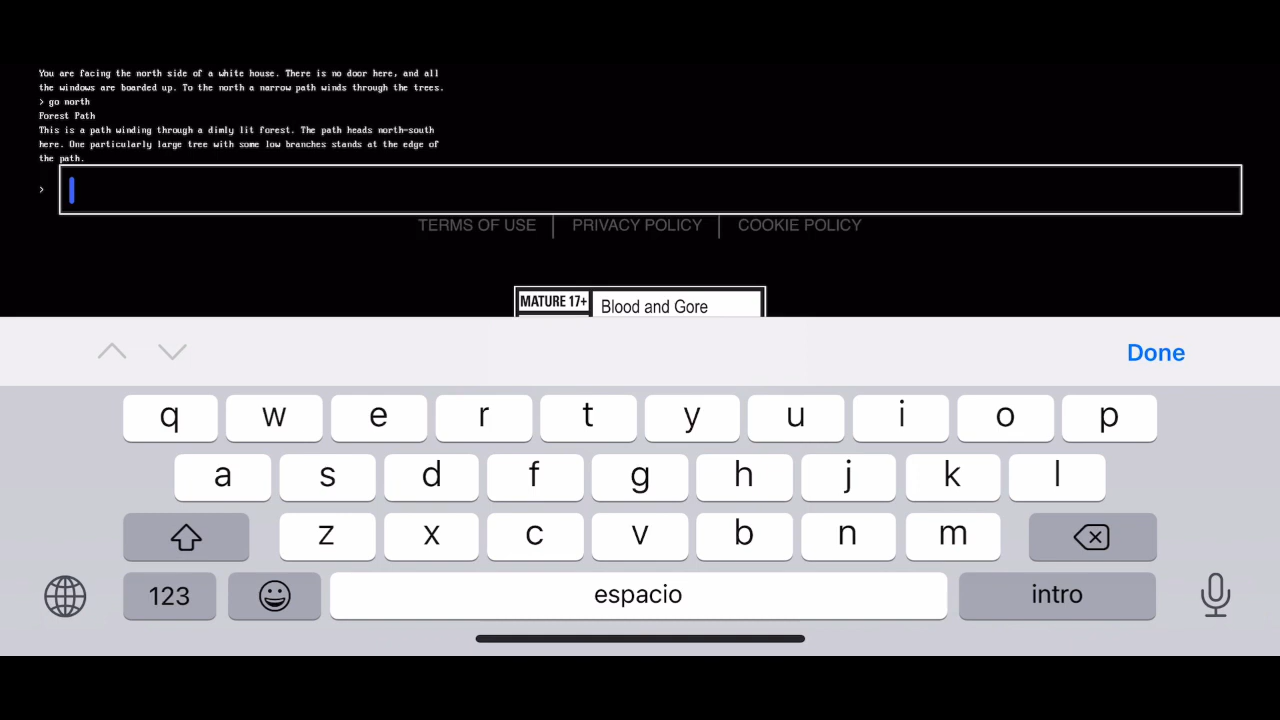 You are facing the north side of a white house. There is no door here, and all
the windows are boarded up. To the north a narrow path winds through the trees.
> go north
Forest Path
This is a path winding through a dimly lit forest. The path heads north-south
here. One particularly large tree with some low branches stands at the edge of
the path.
>
TERMS OF USE | PRIVACY POLICY | COOKIE POLICY
MATURE 17+ Blood and Gore
Done
q w e r t y u i o p
a s d f g h j k l
z x c v b n m
123 espacio intro